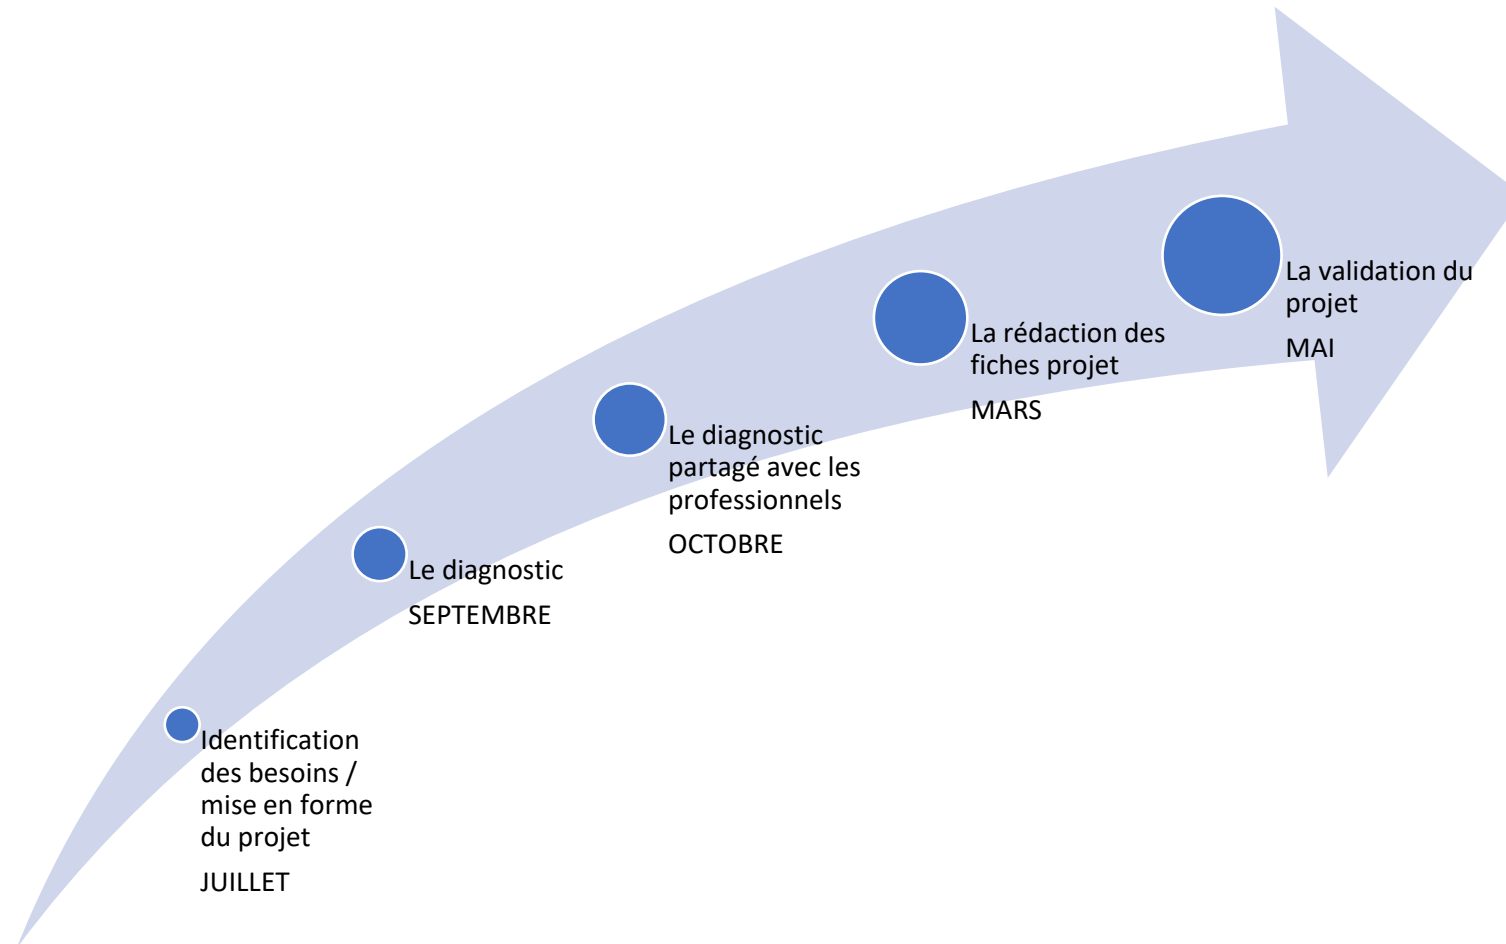 Identification
des besoins /
mise en forme
du projet
JUILLET
Le diagnostic
SEPTEMBRE
Le diagnostic
partagé avec les
professionnels
OCTOBRE
La rédaction des
fiches projet
MARS
La validation du
projet
MAI